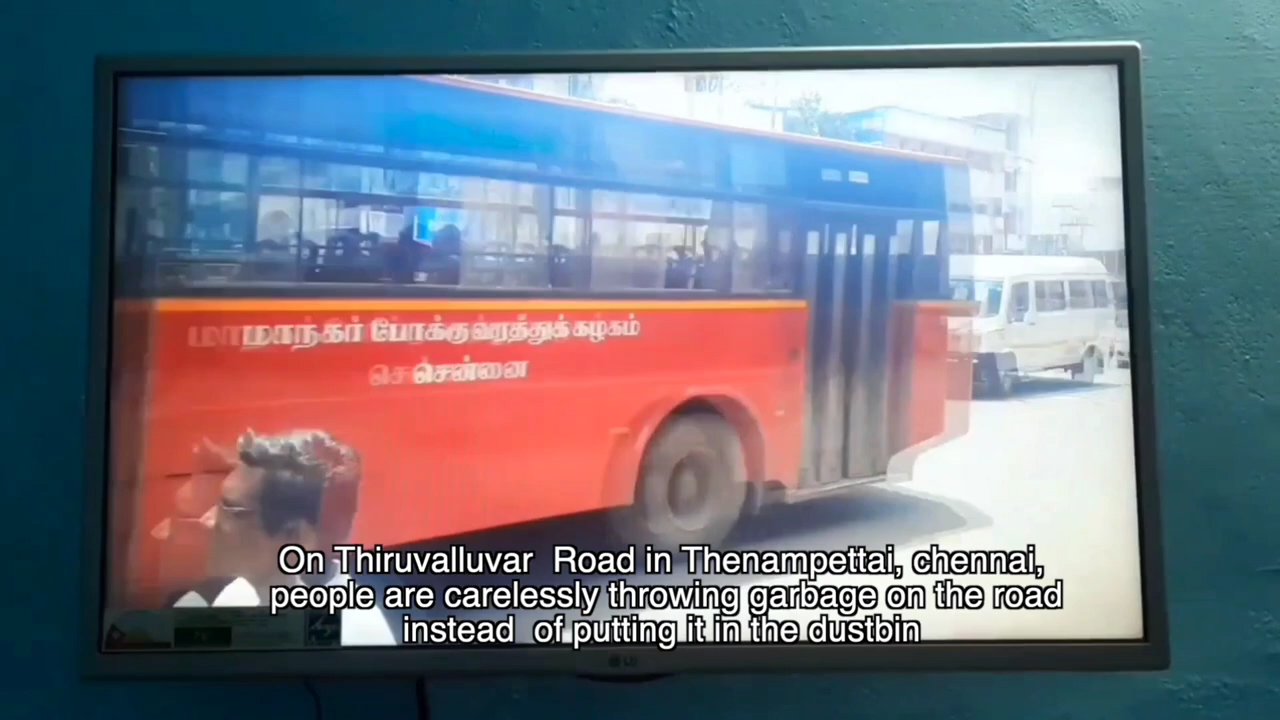 மாமாநகர் போக்குவரத்துக் கழகம்
சென்னை
On Thiruvalluvar  Road in Thenampettai, chennai,
people are carelessly throwing garbage on the road
instead  of putting it in the dustbin
LG